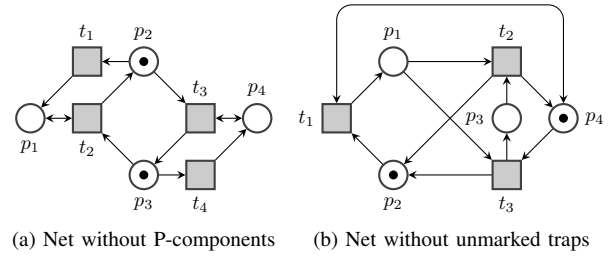 t₁ p₂
t₃ p₄
p₁ t₂
p₃ t₄
(a) Net without P-components
p₁ t₂
t₁ p₃ p₄
p₂ t₃
(b) Net without unmarked traps